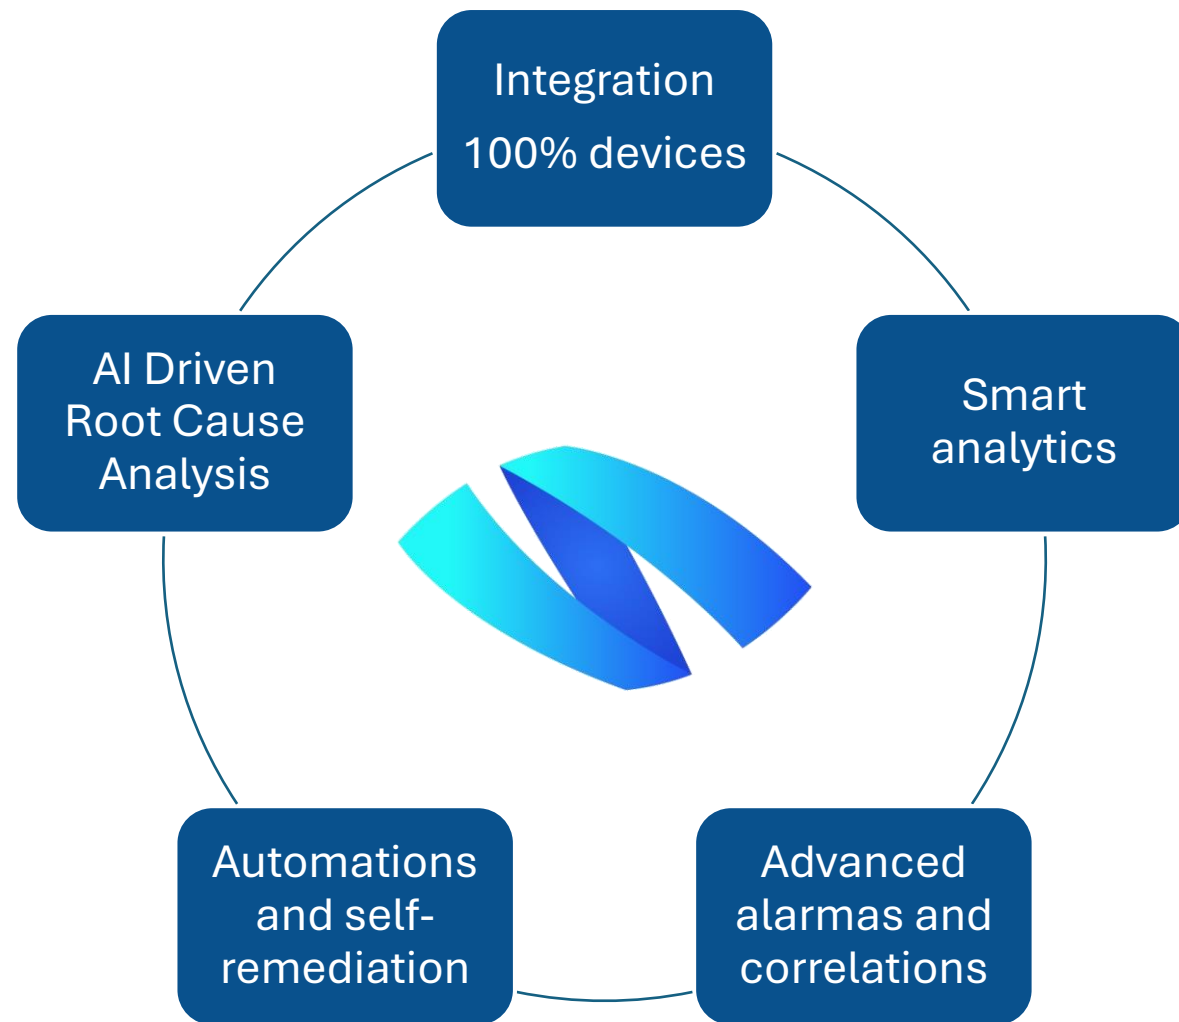 Integration
100% devices
Smart
analytics
Advanced
alarmas and
correlations
Automations
and self-
remediation
AI Driven
Root Cause
Analysis